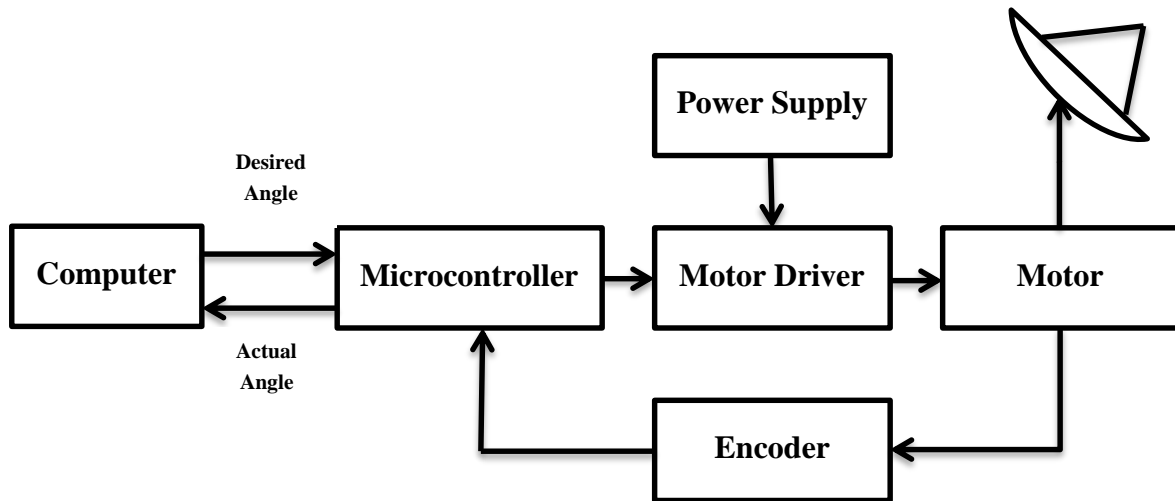 Power Supply
Desired
Angle
Computer
Microcontroller
Motor Driver
Motor
Actual
Angle
Encoder